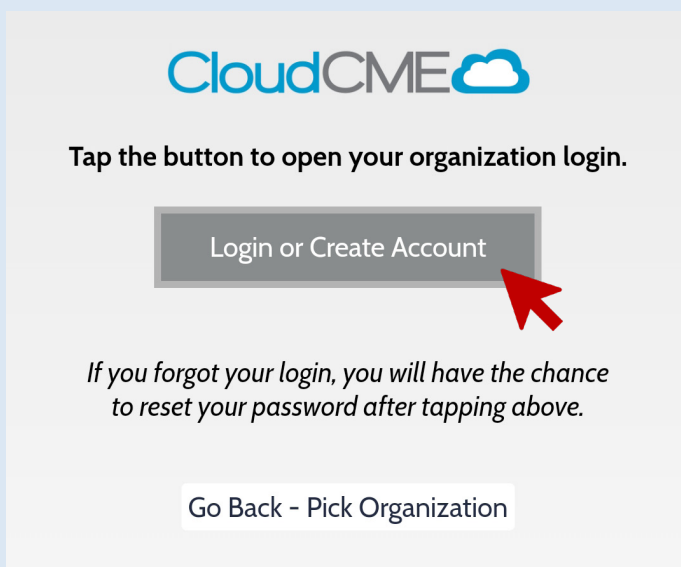 CloudCME
Tap the button to open your organization login.
Login or Create Account
If you forgot your login, you will have the chance
to reset your password after tapping above.
Go Back - Pick Organization